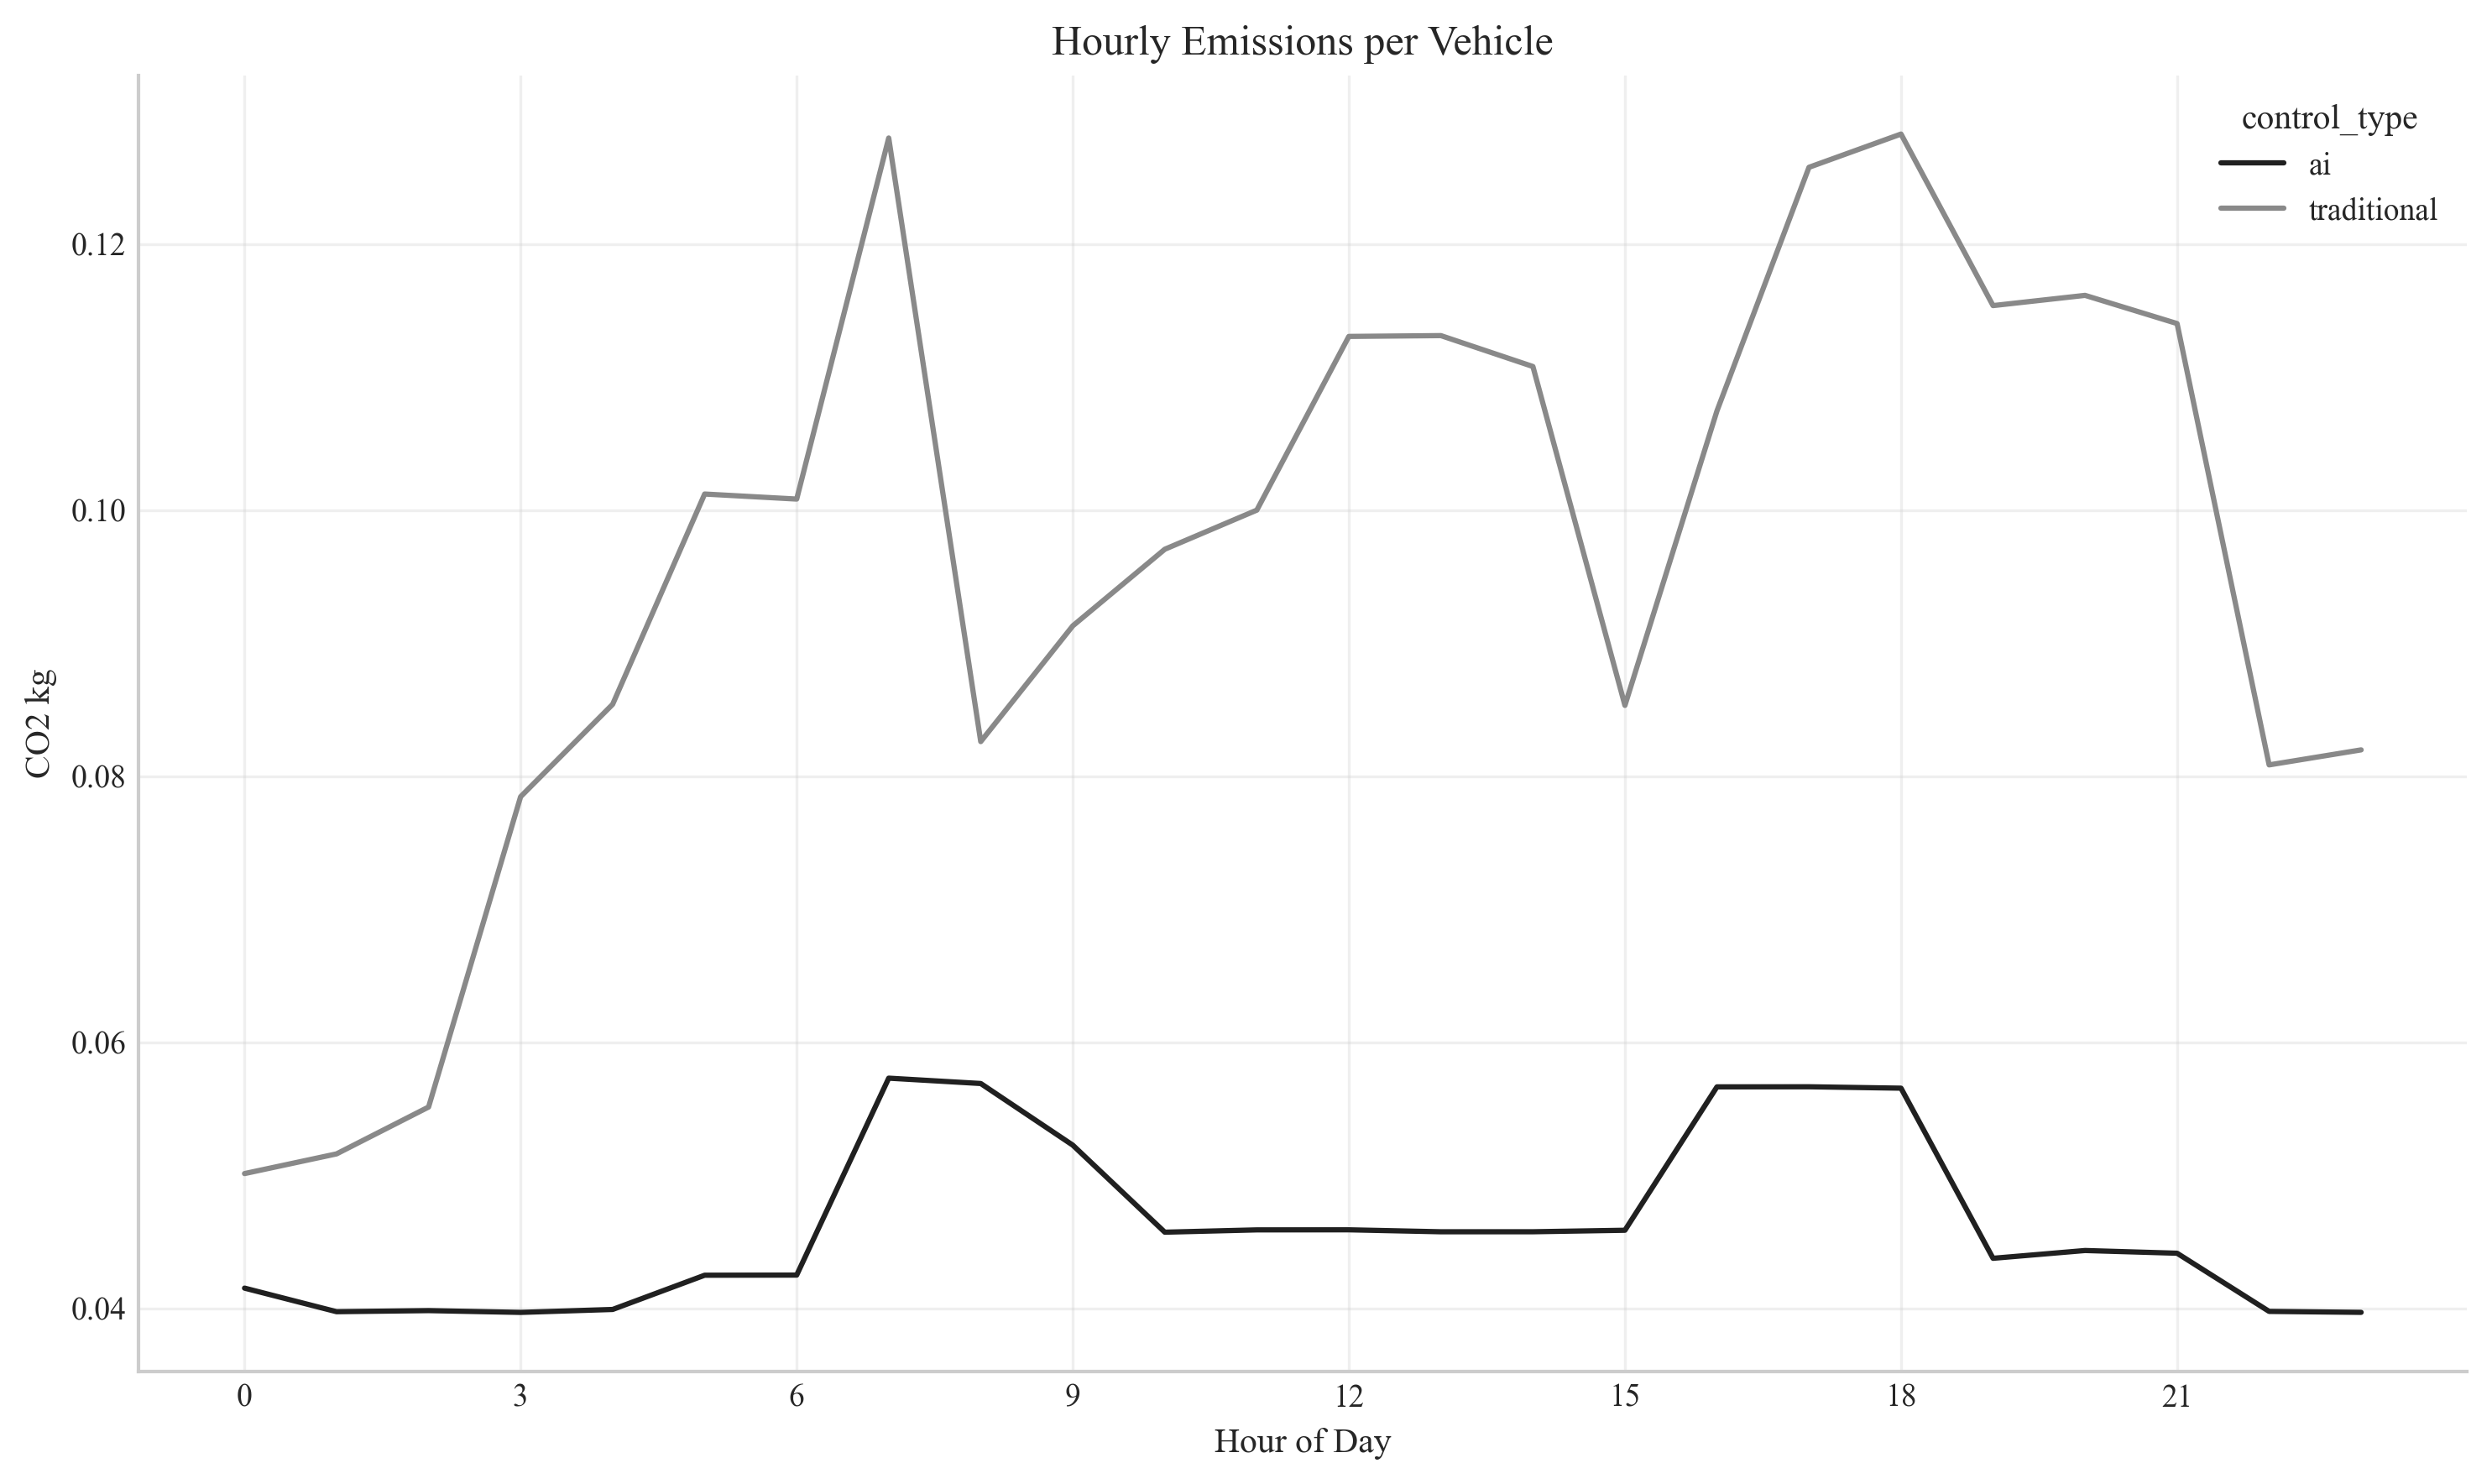 Hourly Emissions per Vehicle
control_type
ai
traditional
0.12
0.10
0.08
0.06
0.04
CO2 kg
0 3 6 9 12 15 18 21
Hour of Day